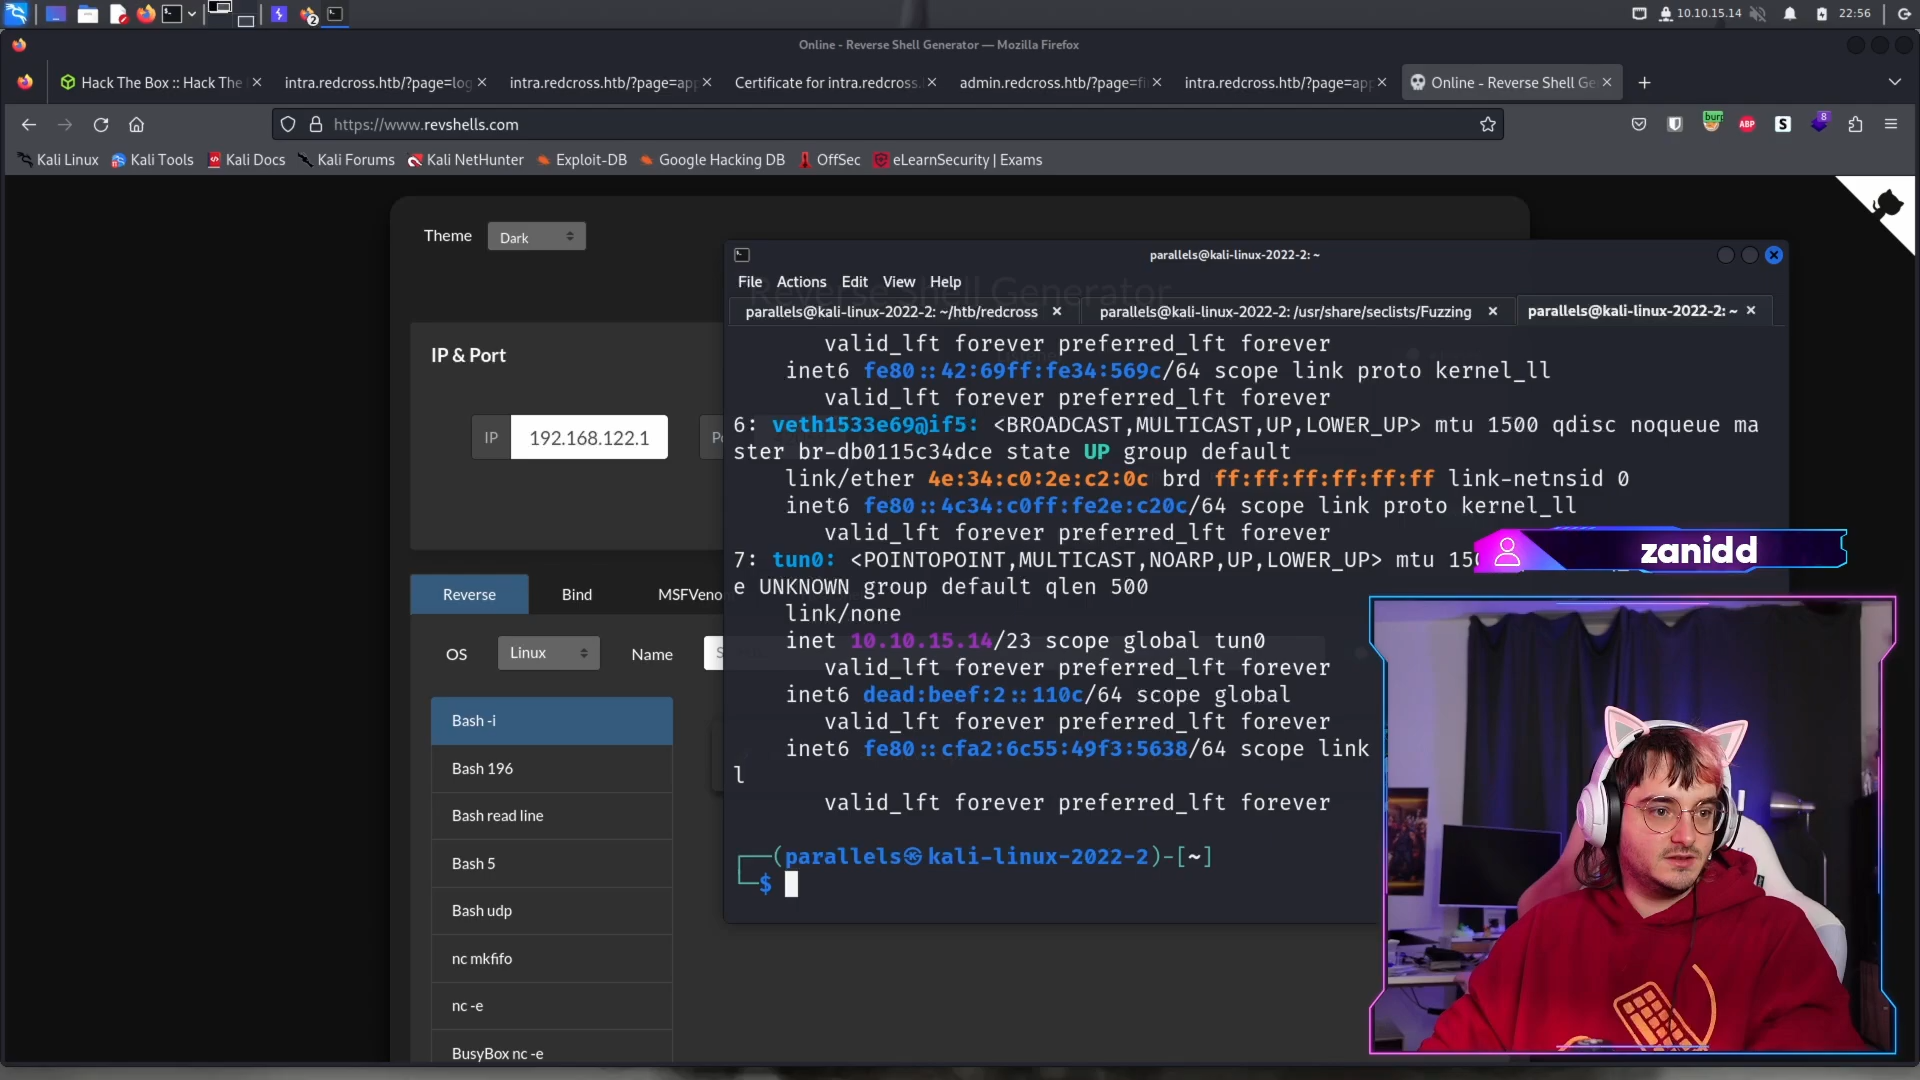 10.10.15.14
22:56
2
Online - Reverse Shell Generator — Mozilla Firefox
Hack The Box :: Hack The
intra.redcross.htb/?page=log
intra.redcross.htb/?page=app
Certificate for intra.redcross.
admin.redcross.htb/?page=fi
intra.redcross.htb/?page=app
Online - Reverse Shell Ge
https://www.revshells.com
burp
ABP
S
8
Kali Linux
Kali Tools
Kali Docs
Kali Forums
Kali NetHunter
Exploit-DB
Google Hacking DB
OffSec
eLearnSecurity | Exams
Theme
Dark
Reverse Shell Generator
IP & Port
IP
192.168.122.1
Po
Reverse
Bind
MSFVeno
OS
Linux
Name
S
Bash -i
Bash 196
Bash read line
Bash 5
Bash udp
nc mkfifo
nc -e
BusyBox nc -e
parallels@kali-linux-2022-2: ~
File
Actions
Edit
View
Help
parallels@kali-linux-2022-2: ~/htb/redcross
parallels@kali-linux-2022-2: /usr/share/seclists/Fuzzing
parallels@kali-linux-2022-2: ~
valid_lft forever preferred_lft forever
inet6 fe80::42:69ff:fe34:569c/64 scope link proto kernel_ll
valid_lft forever preferred_lft forever
6: veth1533e69@if5: <BROADCAST,MULTICAST,UP,LOWER_UP> mtu 1500 qdisc noqueue ma
ster br-db0115c34dce state UP group default
link/ether 4e:34:c0:2e:c2:0c brd ff:ff:ff:ff:ff:ff link-netnsid 0
inet6 fe80::4c34:c0ff:fe2e:c20c/64 scope link proto kernel_ll
valid_lft forever preferred_lft forever
7: tun0: <POINTOPOINT,MULTICAST,NOARP,UP,LOWER_UP> mtu 150
e UNKNOWN group default qlen 500
link/none
inet 10.10.15.14/23 scope global tun0
valid_lft forever preferred_lft forever
inet6 dead:beef:2::110c/64 scope global
valid_lft forever preferred_lft forever
inet6 fe80::cfa2:6c55:49f3:5638/64 scope link
l
valid_lft forever preferred_lft forever
┌──(parallels㉿kali-linux-2022-2)-[~]
└─$
zanidd